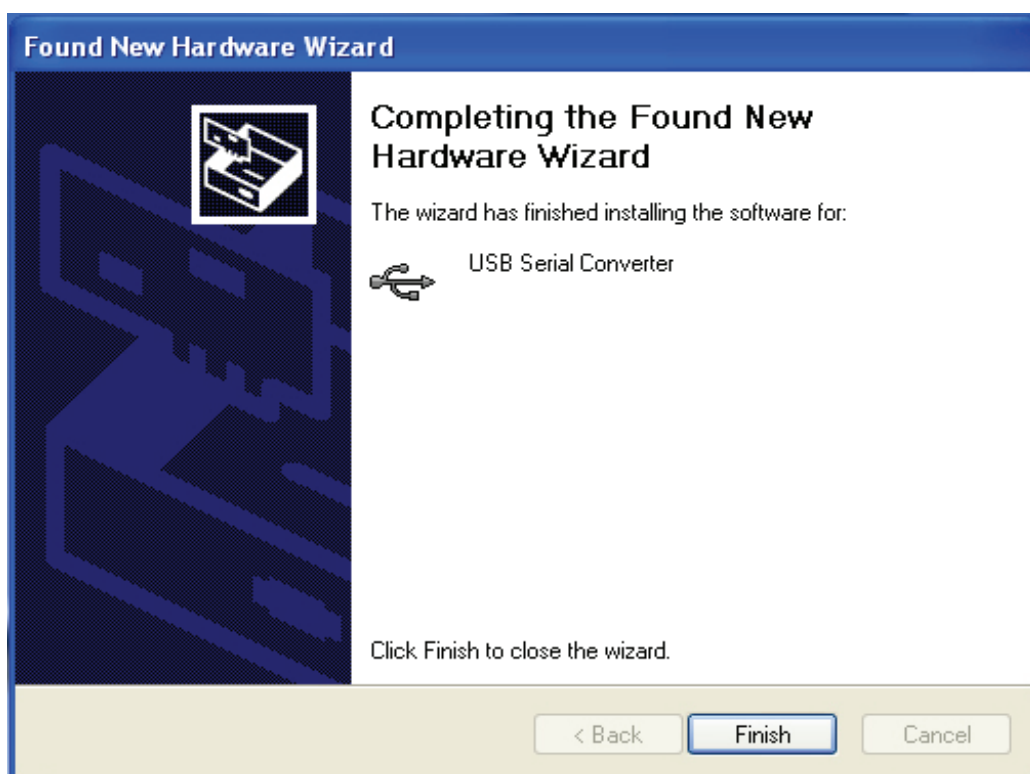 Found New Hardware Wizard
Completing the Found New
Hardware Wizard
The wizard has finished installing the software for:
USB Serial Converter
Click Finish to close the wizard.
< Back
Finish
Cancel